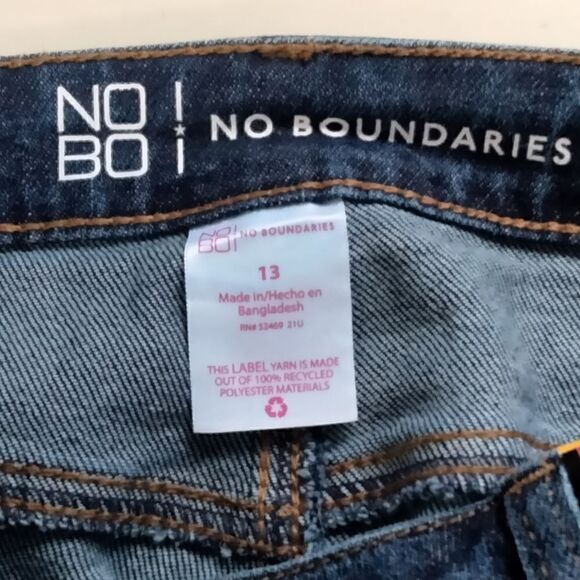 NO
BO
NO BOUNDARIES
NO BO NO BOUNDARIES
13
Made in/Hecho en
Bangladesh
RN# 52469 21U
THIS LABEL YARN IS MADE
OUT OF 100% RECYCLED
POLYESTER MATERIALS